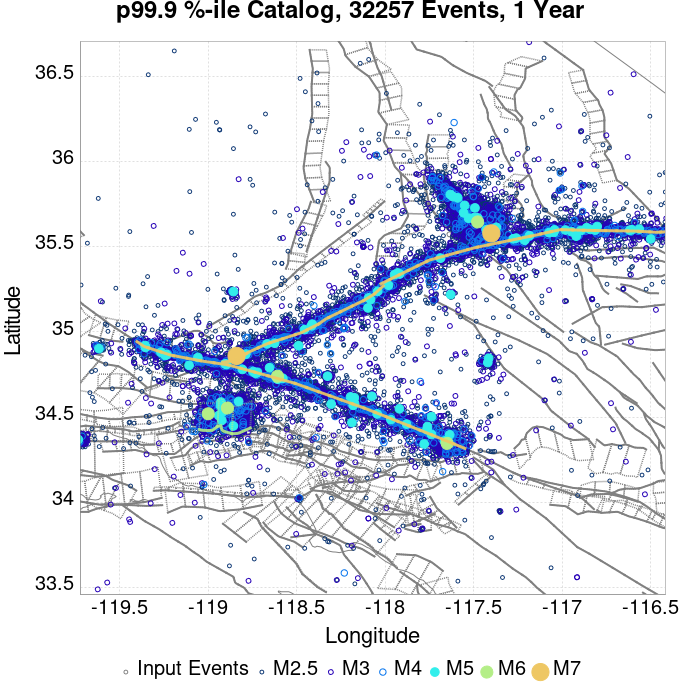 p99.9 %-ile Catalog, 32257 Events, 1 Year
36.5
36
35.5
35
34.5
34
33.5
Latitude
-119.5 -119 -118.5 -118 -117.5 -117 -116.5
Longitude
Input Events M2.5 M3 M4 M5 M6 M7